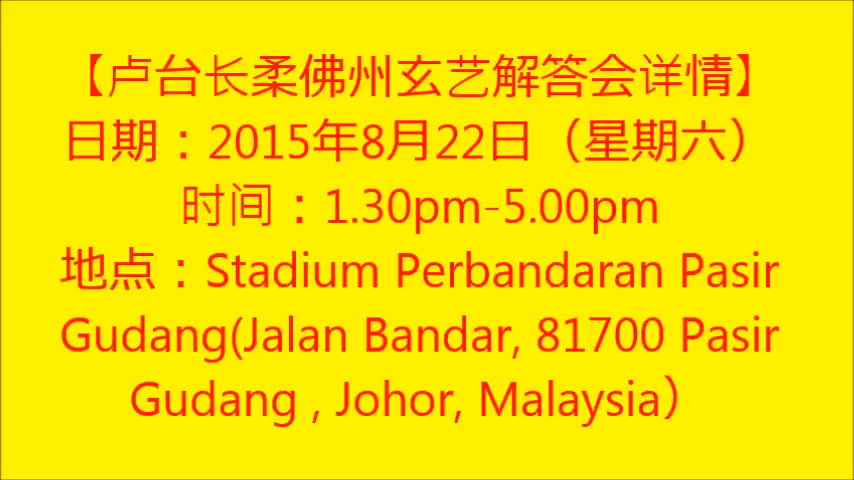 【卢台长柔佛州玄艺解答会详情】
日期：2015年8月22日（星期六）
时间：1.30pm-5.00pm
地点：Stadium Perbandaran Pasir
Gudang(Jalan Bandar, 81700 Pasir
Gudang , Johor, Malaysia）